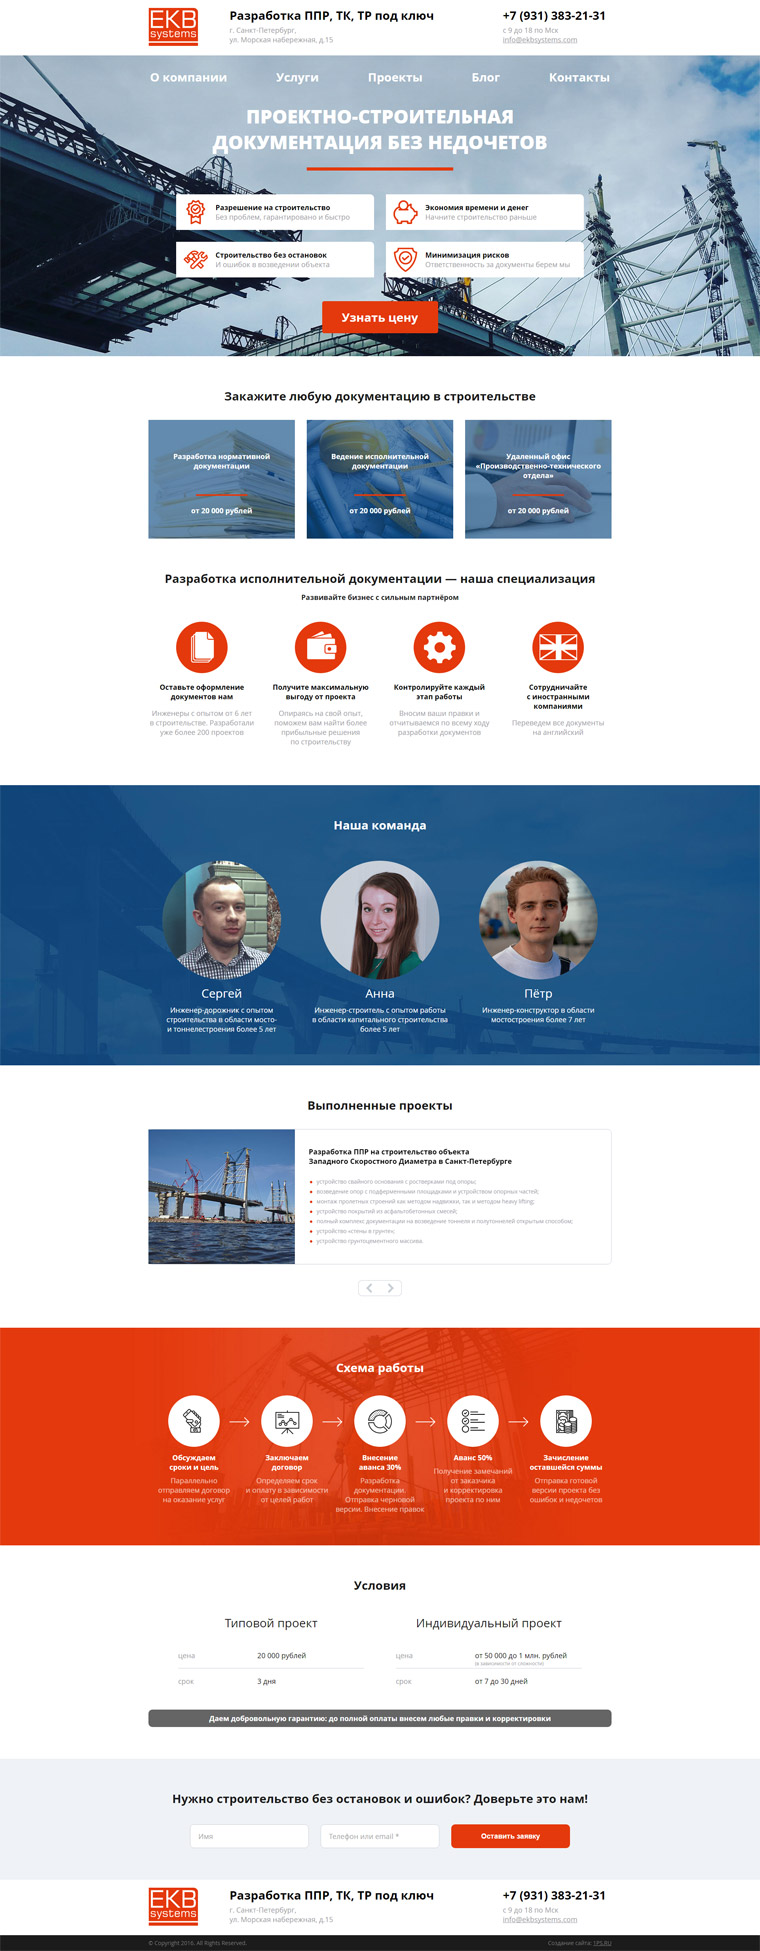 EKB
systems
Разработка ППР, ТК, ТР под ключ
г. Санкт-Петербург,
ул. Морская набережная, д.15
+7 (931) 383-21-31
с 9 до 18 по Мск
info@ekbsystems.com
О компании
Услуги
Проекты
Блог
Контакты
ПРОЕКТНО-СТРОИТЕЛЬНАЯ
ДОКУМЕНТАЦИЯ БЕЗ НЕДОЧЕТОВ
Разрешение на строительство
Без проблем, гарантировано и быстро
Экономия времени и денег
Начните строительство раньше
Строительство без остановок
И ошибок в возведении объекта
Минимизация рисков
Ответственность за документы берем мы
Узнать цену
Закажите любую документацию в строительстве
Разработка нормативной
документации
от 20 000 рублей
Ведение исполнительной
документации
от 20 000 рублей
Удаленный офис
«Производственно-технического
отдела»
от 20 000 рублей
Разработка исполнительной документации — наша специализация
Развивайте бизнес с сильным партнёром
Оставьте оформление
документов нам
Инженеры с опытом от 6 лет
в строительстве. Разработали
уже более 200 проектов
Получите максимальную
выгоду от проекта
Опираясь на свой опыт,
поможем вам найти более
прибыльные решения
по строительству
Контролируйте каждый
этап работы
Вносим ваши правки и
отчитываемся по всему ходу
разработки документов
Сотрудничайте
с иностранными
компаниями
Переведем все документы
на английский
Наша команда
Сергей
Инженер-дорожник с опытом
строительства в области мосто-
и тоннелестроения более 5 лет
Анна
Инженер-строитель с опытом работы
в области капитального строительства
более 5 лет
Пётр
Инженер-конструктор в области
мостостроения более 7 лет
Выполненные проекты
Разработка ППР на строительство объекта
Западного Скоростного Диаметра в Санкт-Петербурге
устройство свайного основания с ростверками под опоры;
возведение опор с подферменными площадками и устройством опорных частей;
монтаж пролетных строений как методом надвижки, так и методом heavy lifting;
устройство покрытий из асфальтобетонных смесей;
полный комплекс документации на возведение тоннеля и полутоннелей открытым способом;
устройство «стены в грунте»;
устройство грунтоцементного массива.
Схема работы
Обсуждаем
сроки и цель
Параллельно
отправляем договор
на оказание услуг
Заключаем
договор
Определяем срок
и оплату в зависимости
от целей работ
Внесение
аванса 30%
Разработка
документации.
Отправка черновой
версии. Внесение правок
Аванс 50%
Получение замечаний
от заказчика
и корректировка
проекта по ним
Зачисление
оставшейся суммы
Отправка готовой
версии проекта без
ошибок и недочетов
Условия
Типовой проект
цена
20 000 рублей
срок
3 дня
Индивидуальный проект
цена
от 50 000 до 1 млн. рублей
(в зависимости от сложности)
срок
от 7 до 30 дней
Даем добровольную гарантию: до полной оплаты внесем любые правки и корректировки
Нужно строительство без остановок и ошибок? Доверьте это нам!
Имя
Телефон или email *
Оставить заявку
EKB
systems
Разработка ППР, ТК, ТР под ключ
г. Санкт-Петербург,
ул. Морская набережная, д.15
+7 (931) 383-21-31
с 9 до 18 по Мск
info@ekbsystems.com
© Copyright 2016. All Rights Reserved.
Создание сайта: 1PS.RU